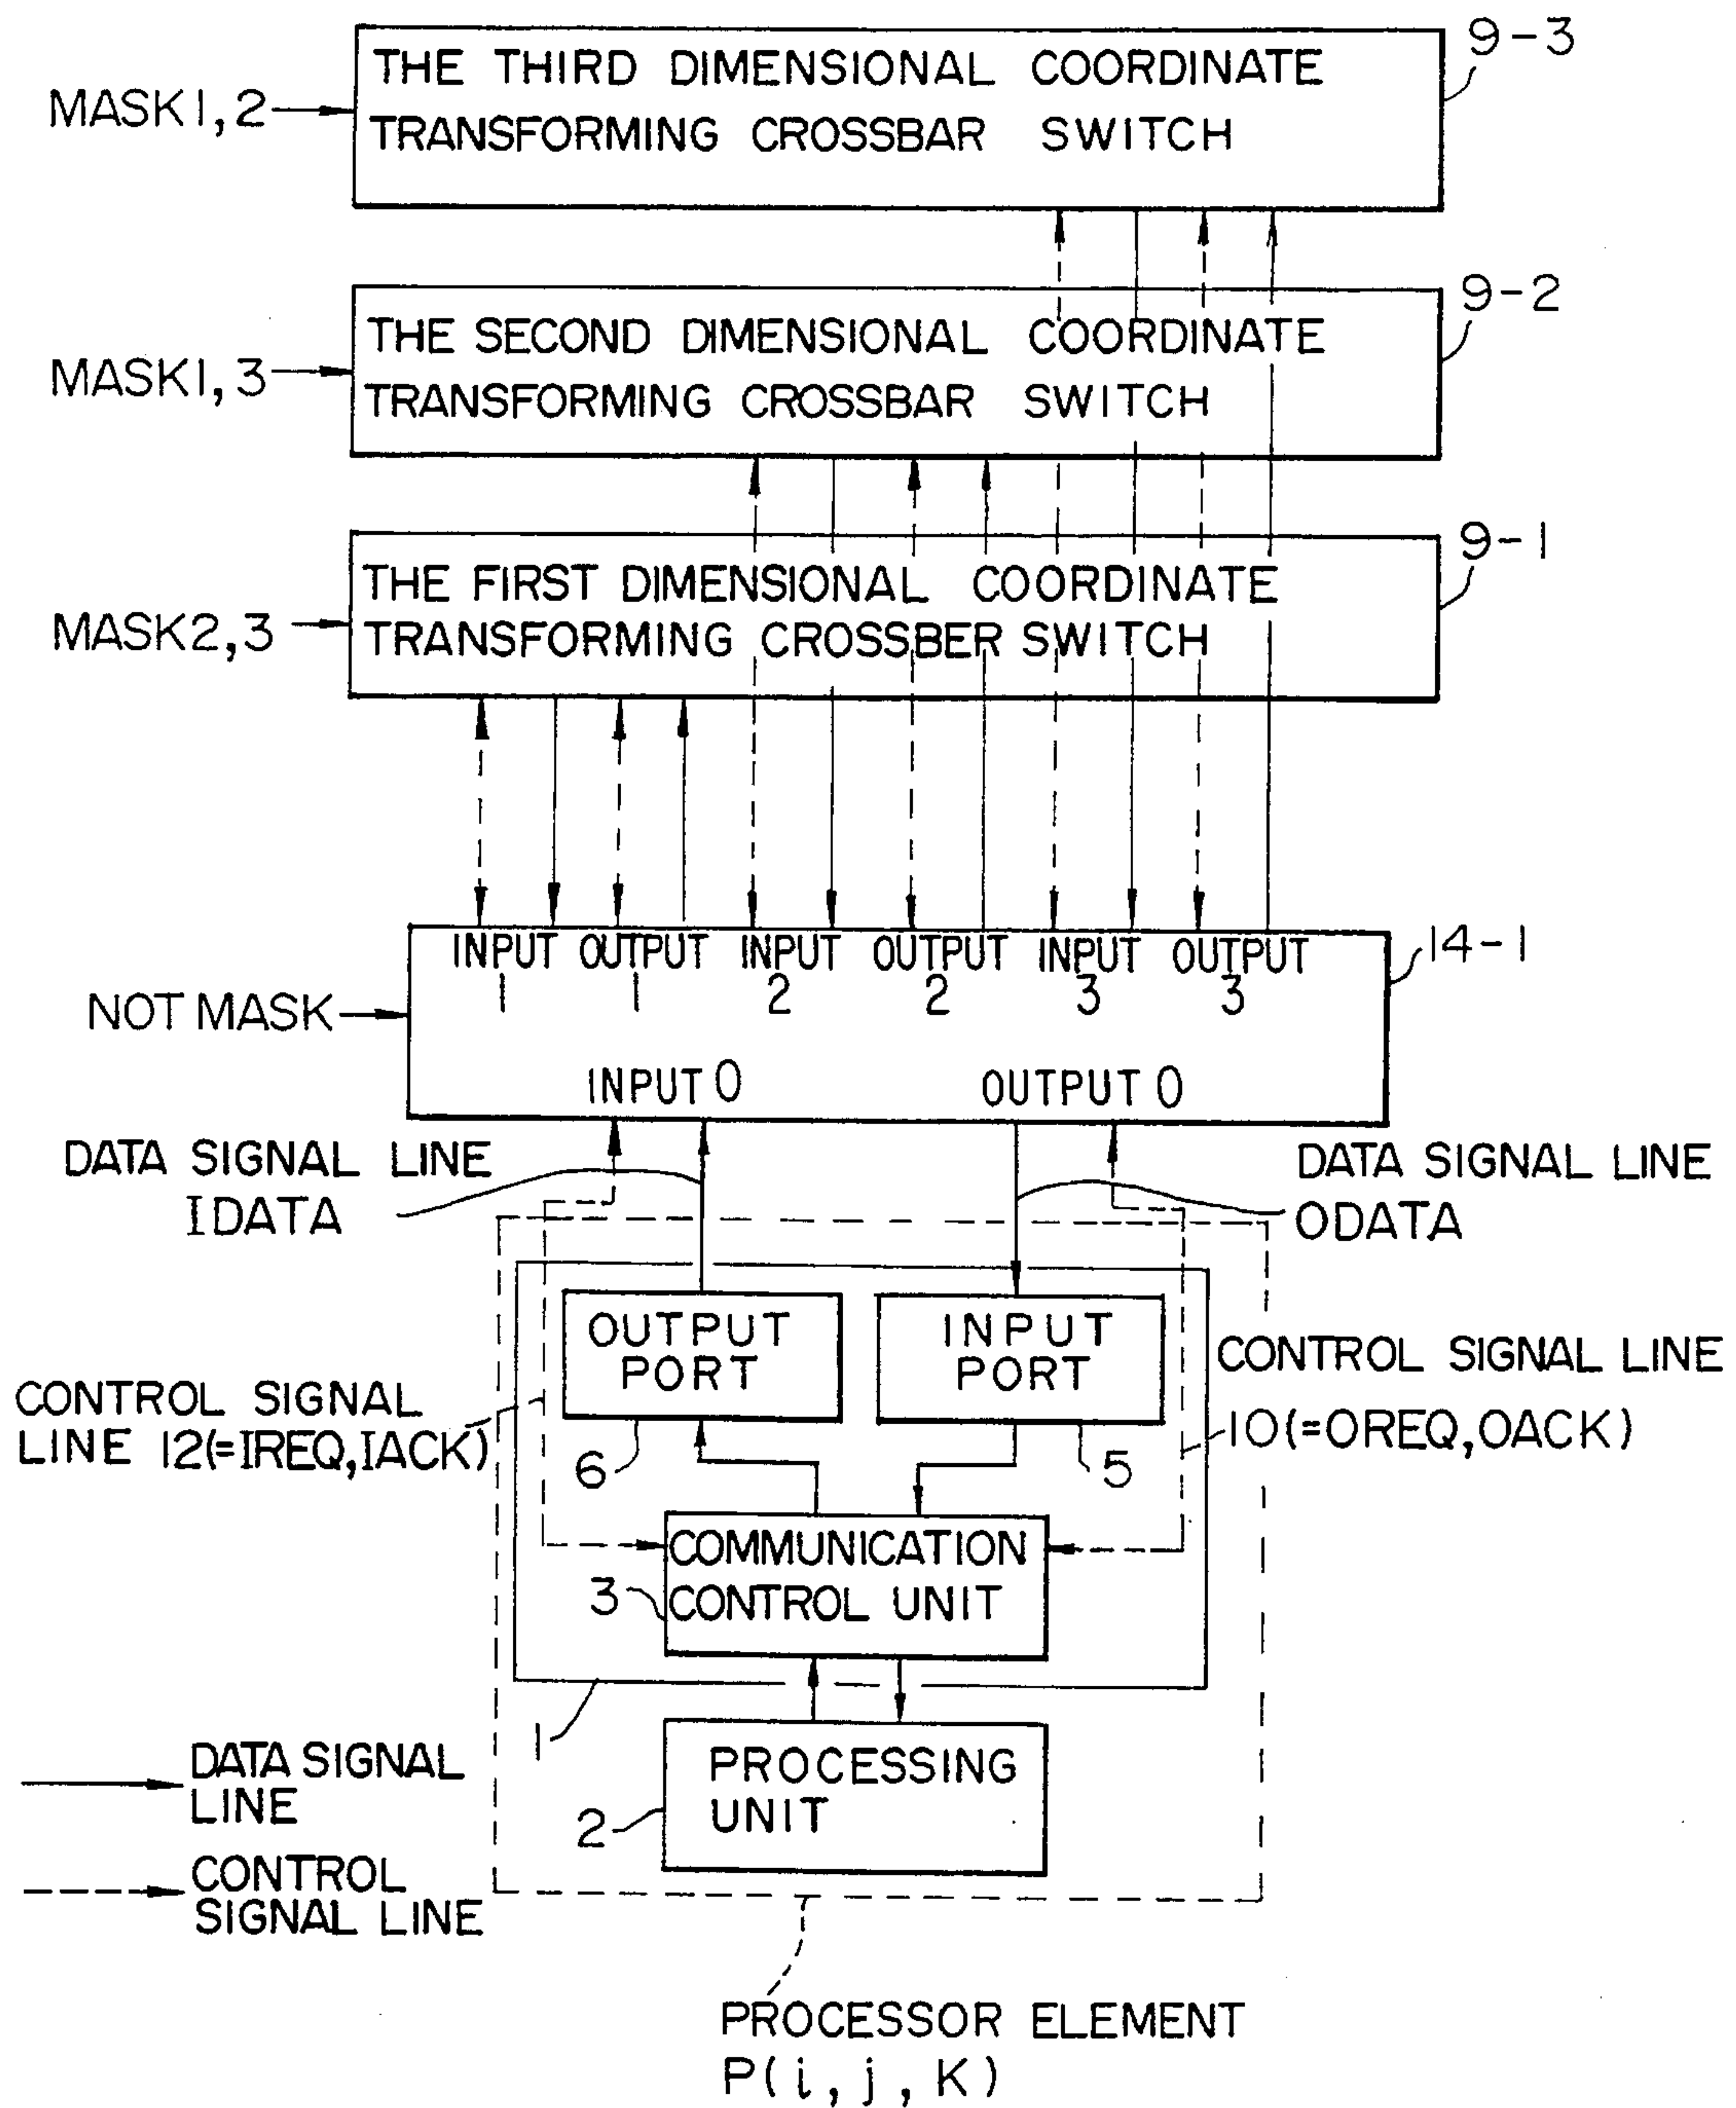 THE THIRD DIMENSIONAL COORDINATE
TRANSFORMING CROSSBAR SWITCH
9-3
MASK1,2
THE SECOND DIMENSIONAL COORDINATE
TRANSFORMING CROSSBAR SWITCH
9-2
MASK1,3
THE FIRST DIMENSIONAL COORDINATE
TRANSFORMING CROSSBER SWITCH
9-1
MASK2,3
INPUT OUTPUT INPUT OUTPUT INPUT OUTPUT
1 1 2 2 3 3
14-1
NOT MASK
INPUT 0 OUTPUT 0
DATA SIGNAL LINE
IDATA
DATA SIGNAL LINE
ODATA
OUTPUT
PORT
INPUT
PORT
CONTROL SIGNAL LINE
10(=OREQ,OACK)
CONTROL SIGNAL
LINE 12(=IREQ,IACK)
6
5
COMMUNICATION
CONTROL UNIT
3
1
PROCESSING
UNIT
2
DATA SIGNAL
LINE
CONTROL
SIGNAL LINE
PROCESSOR ELEMENT
P(i,j,K)